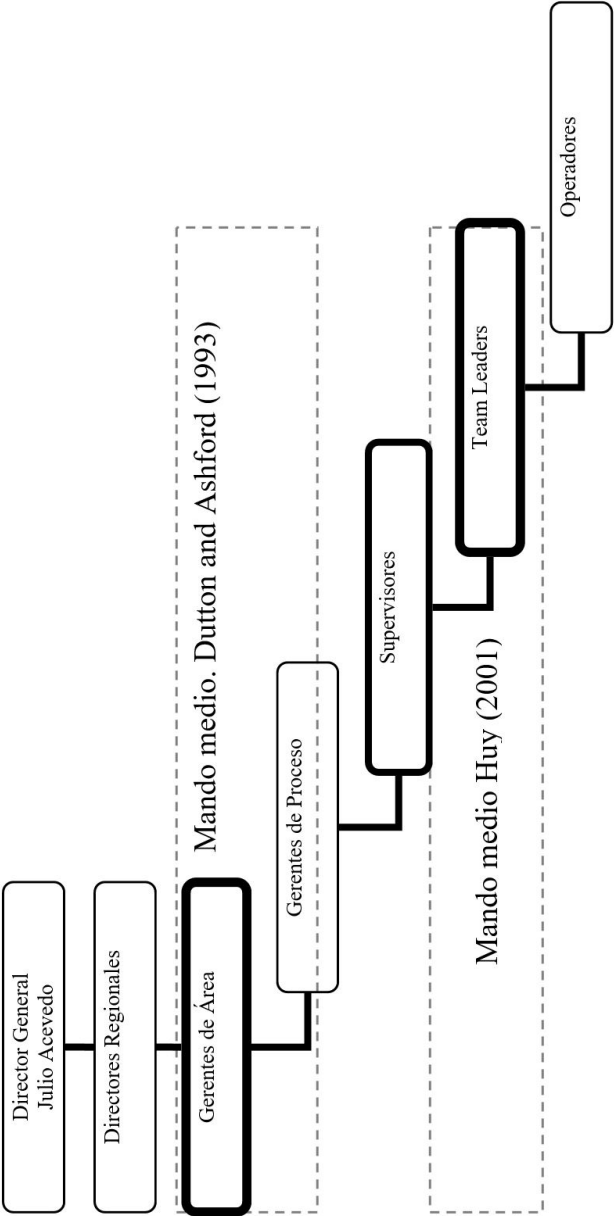 Director General
Julio Acevedo
Directores Regionales
Gerentes de Área
Mando medio. Dutton and Ashford (1993)
Gerentes de Proceso
Supervisores
Mando medio Huy (2001)
Team Leaders
Operadores